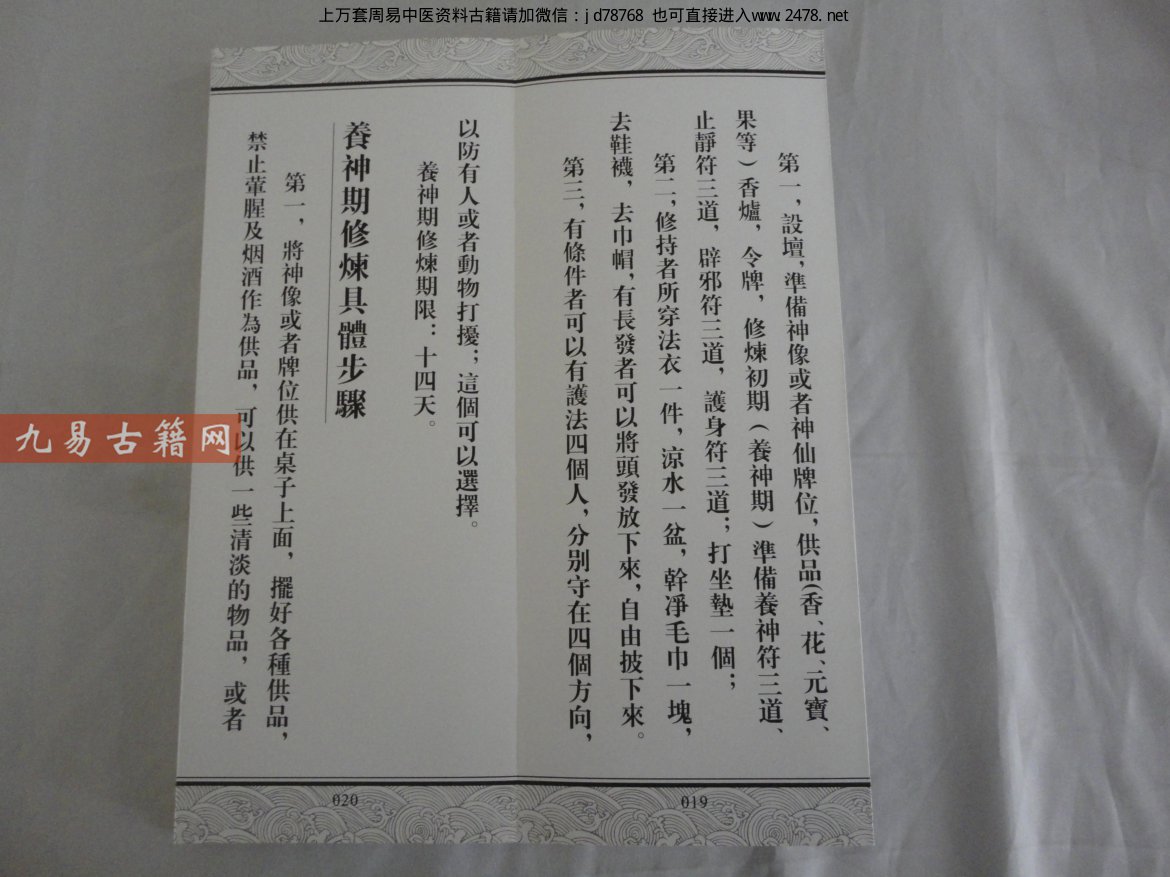 上万套周易中医资料古籍请加微信：jd78768 也可直接进入www.2478.net
第一，設壇，準備神像或者神仙牌位，供品（香、花、元寶、
果等）香爐，令牌，修煉初期（養神期）準備養神符三道、
止靜符三道，辟邪符三道，護身符三道；打坐墊一個；
第二，修持者所穿法衣一件，涼水一盆，幹凈毛巾一塊，
去鞋襪，去巾帽，有長發者可以將頭發放下來，自由披下來。
第三，有條件者可以有護法四個人，分別守在四個方向，
019
以防有人或者動物打擾；這個可以選擇。
養神期修煉期限：十四天。
養神期修煉具體步驟
第一，將神像或者牌位供在桌子上面，擺好各種供品，
禁止葷腥及烟酒作為供品，可以供一些清淡的物品，或者
020
九易古籍网